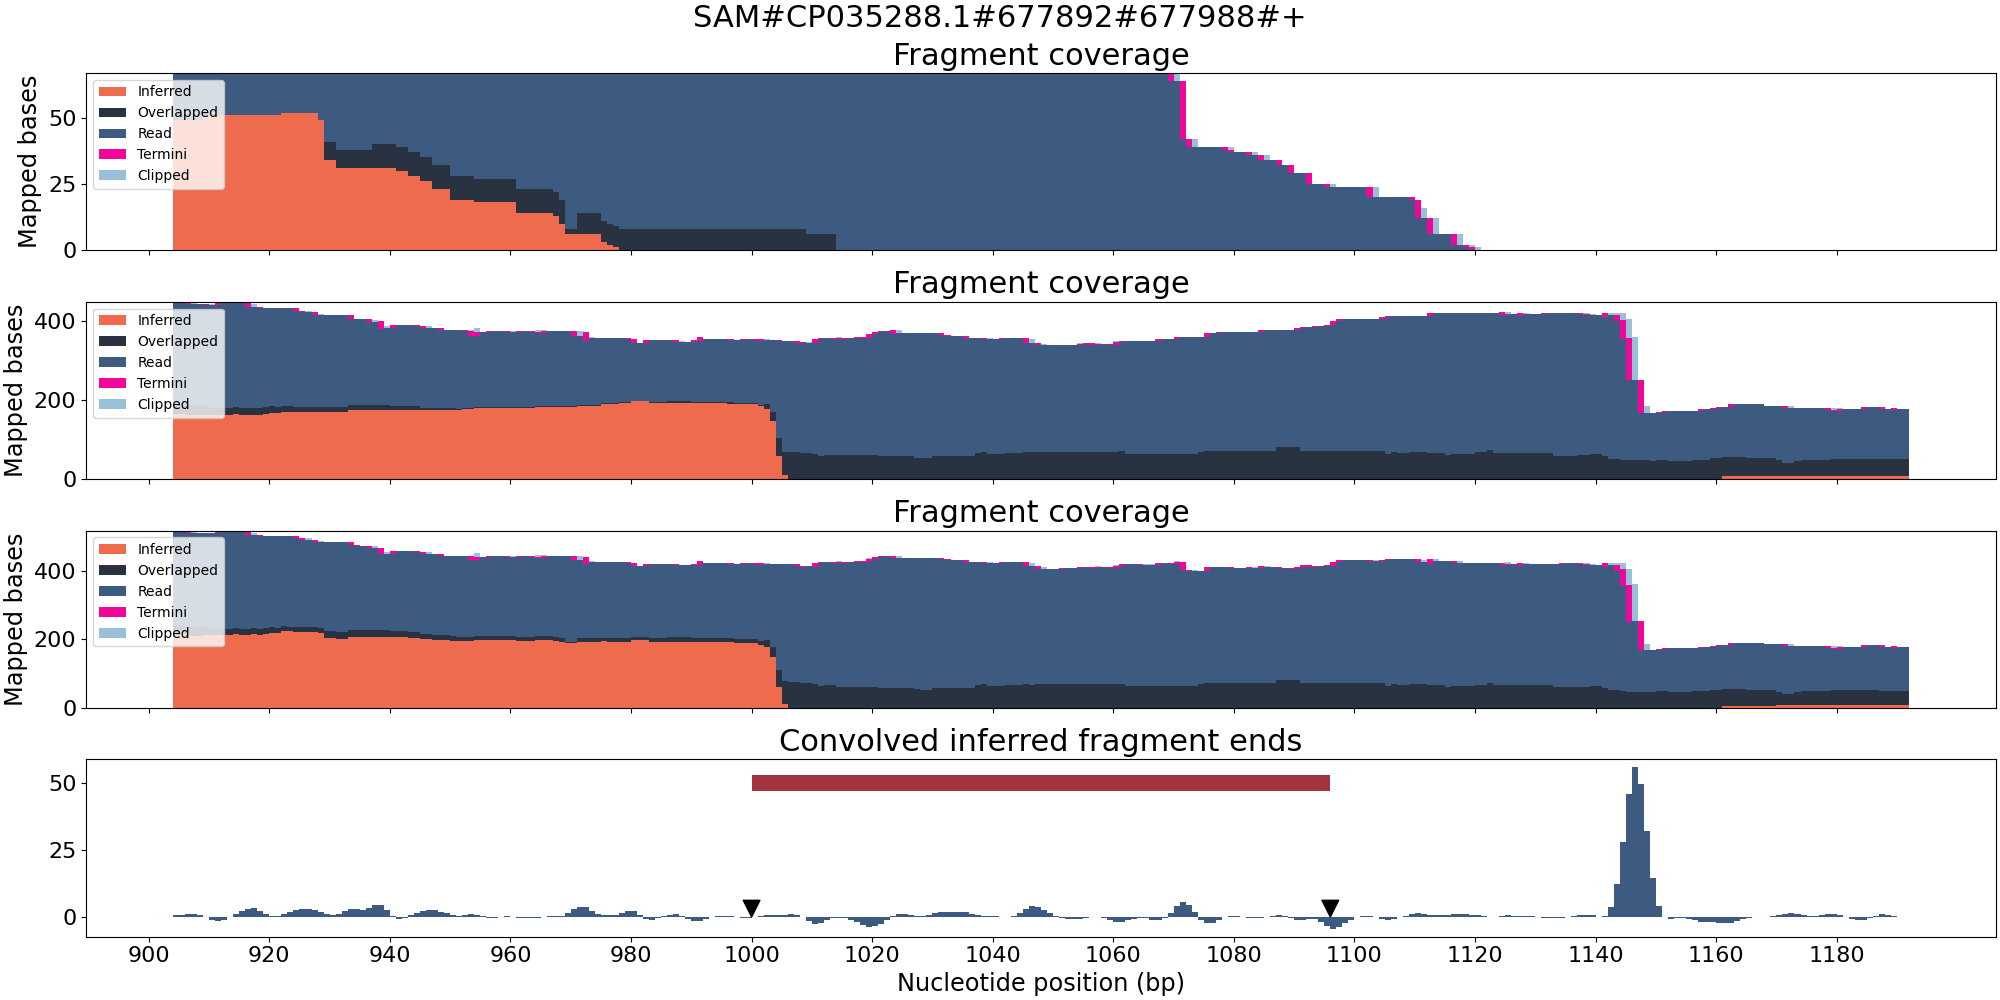 SAM#CP035288.1#677892#677988#+
Fragment coverage
Mapped bases
50
25
0
Inferred
Overlapped
Read
Termini
Clipped
Fragment coverage
Mapped bases
400
200
0
Inferred
Overlapped
Read
Termini
Clipped
Fragment coverage
Mapped bases
400
200
0
Inferred
Overlapped
Read
Termini
Clipped
Convolved inferred fragment ends
50
25
0
900 920 940 960 980 1000 1020 1040 1060 1080 1100 1120 1140 1160 1180
Nucleotide position (bp)